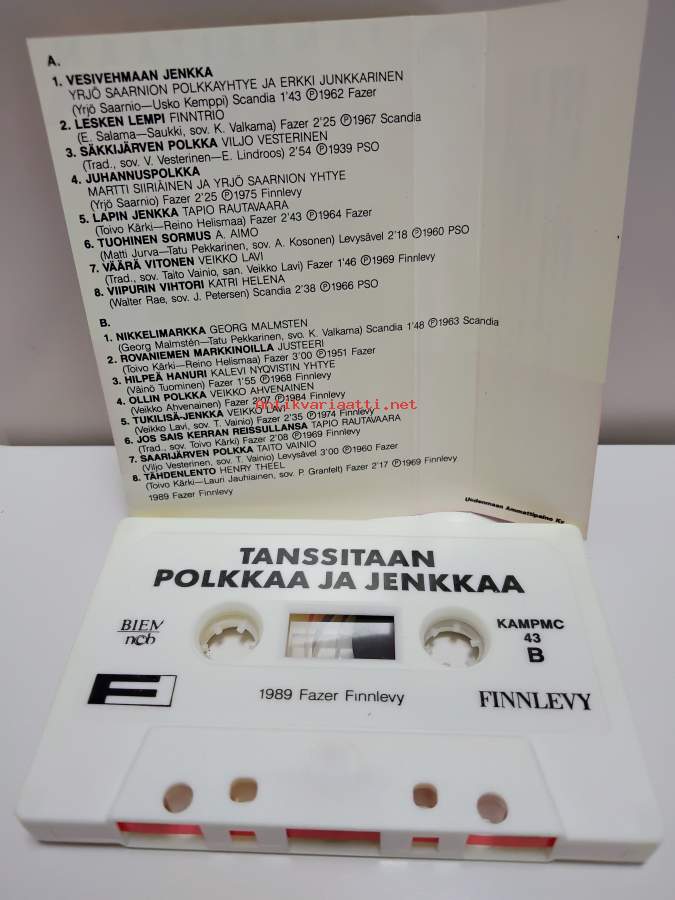 A.
1. VESIVEHMAAN JENKKA
YRJÖ SAARNION POLKKAYHTYE JA ERKKI JUNKKARINEN
(Yrjö Saarnio—Usko Kemppi) Scandia 1'43 ℗1962 Fazer
2. LESKEN LEMPI FINNTRIO
(E. Salama—Saukki, sov. K. Valkama) Fazer 2'25 ℗1967 Scandia
3. SÄKKIJÄRVEN POLKKA VILJO VESTERINEN
(Trad., sov. V. Vesterinen—E. Lindroos) 2'54 ℗1939 PSO
4. JUHANNUSPOLKKA
MARTTI SIIRIÄINEN JA YRJÖ SAARNION YHTYE
(Yrjö Saarnio) Fazer 2'25 ℗1975 Finnlevy
5. LAPIN JENKKA TAPIO RAUTAVAARA
(Toivo Kärki—Reino Helismaa) Fazer 2'43 ℗1964 Fazer
6. TUOHINEN SORMUS A. AIMO
(Matti Jurva—Tatu Pekkarinen, sov. A. Kosonen) Levysävel 2'18 ℗1960 PSO
7. VÄÄRÄ VITONEN VEIKKO LAVI
(Trad., sov. Taito Vainio, san. Veikko Lavi) Fazer 1'46 ℗1969 Finnlevy
8. VIIPURIN VIHTORI KATRI HELENA
(Walter Rae, sov. J. Petersen) Scandia 2'38 ℗1966 PSO
B.
1. NIKKELIMARKKA GEORG MALMSTEN
(Georg Malmstén—Tatu Pekkarinen, svo. K. Valkama) Scandia 1'48 ℗1963 Scandia
2. ROVANIEMEN MARKKINOILLA JUSTEERI
(Toivo Kärki—Reino Helismaa) Fazer 3'00 ℗1951 Fazer
3. HILPEÄ HANURI KALEVI NYQVISTIN YHTYE
(Väinö Tuominen) Fazer 1'55 ℗1968 Finnlevy
4. OLLIN POLKKA VEIKKO AHVENAINEN
(Veikko Ahvenainen) Fazer 2'07 ℗1984 Finnlevy
Antikvariaatti.net
5. TUKILISÄ-JENKKA VEIKKO LAVI
(Veikko Lavi, sov. T. Vainio) Fazer 2'35 ℗1974 Finnlevy
6. JOS SAIS KERRAN REISSULLANSA TAPIO RAUTAVAARA
(Trad., sov. Toivo Kärki) Fazer 2'08 ℗1969 Finnlevy
7. SAARIJÄRVEN POLKKA TAITO VAINIO
(Viljo Vesterinen, sov. T. Vainio) Levysävel 3'00 ℗1960 Fazer
8. TÄHDENLENTO HENRY THEEL
(Toivo Kärki—Lauri Jauhiainen, sov. P. Granfelt) Fazer 2'17 ℗1969 Finnlevy
1989 Fazer Finnlevy
Uudenmaan Ammattipaino Ky
TANSSITAAN
POLKKAA JA JENKKAA
BIEM
ncb
KAMPMC
43
B
1989 Fazer Finnlevy
FINNLEVY